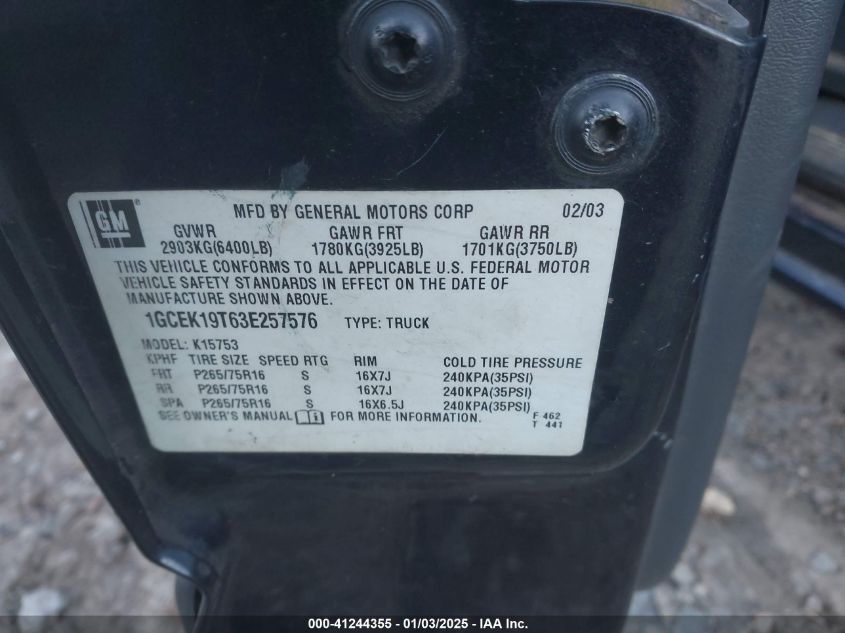 GM
MFD BY GENERAL MOTORS CORP 02/03
GVWR GAWR FRT GAWR RR
2903KG(6400LB) 1780KG(3925LB) 1701KG(3750LB)
THIS VEHICLE CONFORMS TO ALL APPLICABLE U.S. FEDERAL MOTOR
VEHICLE SAFETY STANDARDS IN EFFECT ON THE DATE OF
MANUFACTURE SHOWN ABOVE.
1GCEK19T63E257576 TYPE: TRUCK
MODEL: K15753
KPHF TIRE SIZE SPEED RTG RIM COLD TIRE PRESSURE
FRT P265/75R16 S 16X7J 240KPA(35PSI)
RR P265/75R16 S 16X7J 240KPA(35PSI)
SPA P265/75R16 S 16X6.5J 240KPA(35PSI)
SEE OWNER'S MANUAL FOR MORE INFORMATION.
F 462
T 441
000-41244355 - 01/03/2025 - IAA Inc.